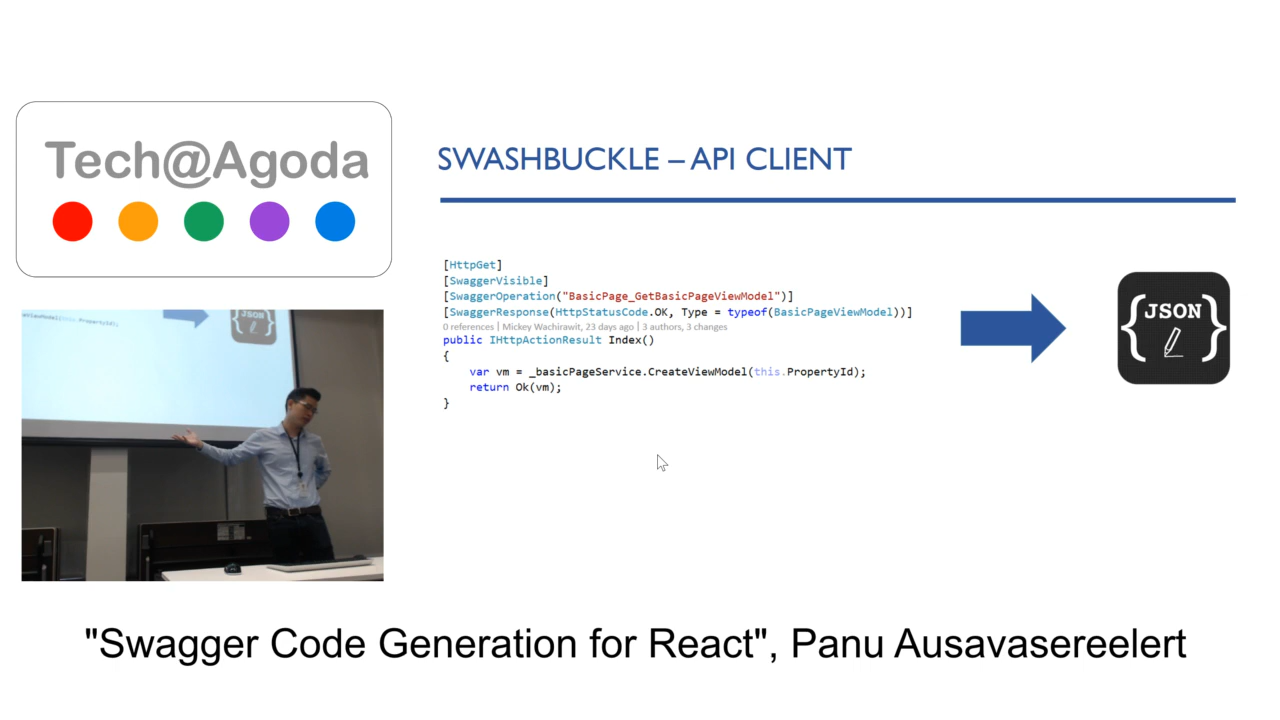 Tech@Agoda
SWASHBUCKLE – API CLIENT
[HttpGet]
[SwaggerVisible]
[SwaggerOperation("BasicPage_GetBasicPageViewModel")]
[SwaggerResponse(HttpStatusCode.OK, Type = typeof(BasicPageViewModel))]
0 references | Mickey Wachirawit, 23 days ago | 3 authors, 3 changes
public IHttpActionResult Index()
{
    var vm = _basicPageService.CreateViewModel(this.PropertyId);
    return Ok(vm);
}
{JSON}
JSON
"Swagger Code Generation for React", Panu Ausavasereelert